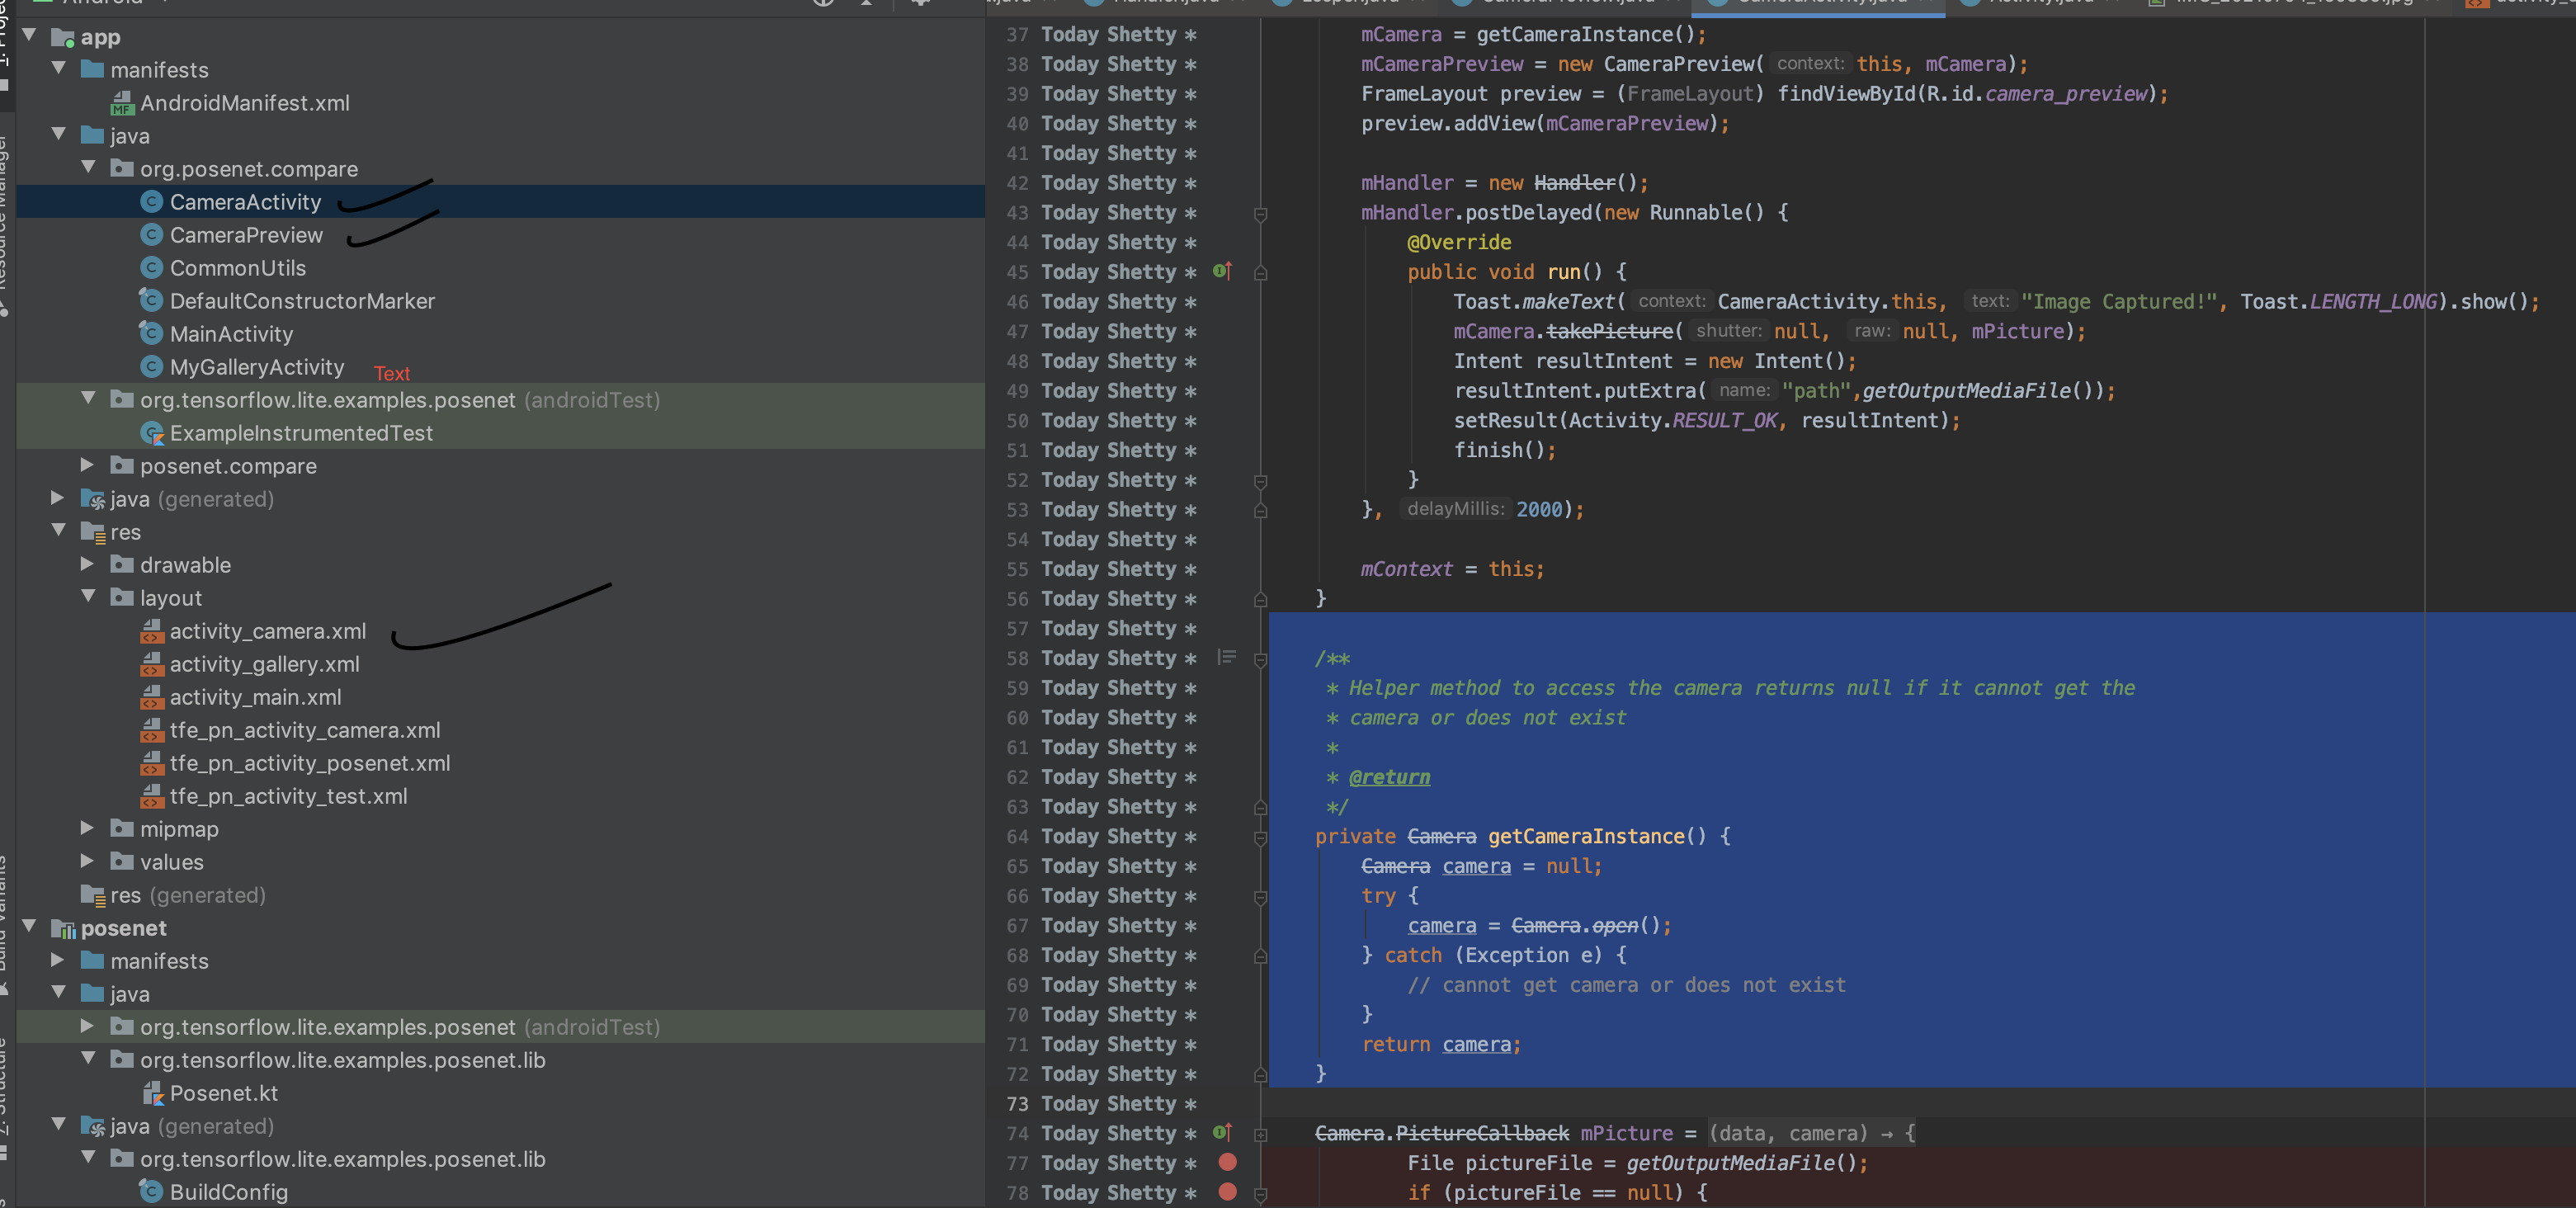 app
manifests
AndroidManifest.xml
java
org.posenet.compare
CameraActivity
CameraPreview
CommonUtils
DefaultConstructorMarker
MainActivity
MyGalleryActivity
Text
org.tensorflow.lite.examples.posenet (androidTest)
ExampleInstrumentedTest
posenet.compare
java (generated)
res
drawable
layout
activity_camera.xml
activity_gallery.xml
activity_main.xml
tfe_pn_activity_camera.xml
tfe_pn_activity_posenet.xml
tfe_pn_activity_test.xml
mipmap
values
res (generated)
posenet
manifests
java
org.tensorflow.lite.examples.posenet (androidTest)
org.tensorflow.lite.examples.posenet.lib
Posenet.kt
java (generated)
org.tensorflow.lite.examples.posenet.lib
BuildConfig
37 Today Shetty * mCamera = getCameraInstance();
38 Today Shetty * mCameraPreview = new CameraPreview( context: this, mCamera);
39 Today Shetty * FrameLayout preview = (FrameLayout) findViewById(R.id.camera_preview);
40 Today Shetty * preview.addView(mCameraPreview);
41 Today Shetty *
42 Today Shetty * mHandler = new Handler();
43 Today Shetty * mHandler.postDelayed(new Runnable() {
44 Today Shetty * @Override
45 Today Shetty * public void run() {
46 Today Shetty * Toast.makeText( context: CameraActivity.this, text: "Image Captured!", Toast.LENGTH_LONG).show();
47 Today Shetty * mCamera.takePicture( shutter: null, raw: null, mPicture);
48 Today Shetty * Intent resultIntent = new Intent();
49 Today Shetty * resultIntent.putExtra( name: "path",getOutputMediaFile());
50 Today Shetty * setResult(Activity.RESULT_OK, resultIntent);
51 Today Shetty * finish();
52 Today Shetty * }
53 Today Shetty * }, delayMillis: 2000);
54 Today Shetty *
55 Today Shetty * mContext = this;
56 Today Shetty * }
57 Today Shetty *
58 Today Shetty * /**
59 Today Shetty * * Helper method to access the camera returns null if it cannot get the
60 Today Shetty * * camera or does not exist
61 Today Shetty * *
62 Today Shetty * * @return
63 Today Shetty * */
64 Today Shetty * private Camera getCameraInstance() {
65 Today Shetty * Camera camera = null;
66 Today Shetty * try {
67 Today Shetty * camera = Camera.open();
68 Today Shetty * } catch (Exception e) {
69 Today Shetty * // cannot get camera or does not exist
70 Today Shetty * }
71 Today Shetty * return camera;
72 Today Shetty * }
73 Today Shetty *
74 Today Shetty * Camera.PictureCallback mPicture = (data, camera) → {
77 Today Shetty * File pictureFile = getOutputMediaFile();
78 Today Shetty * if (pictureFile == null) {